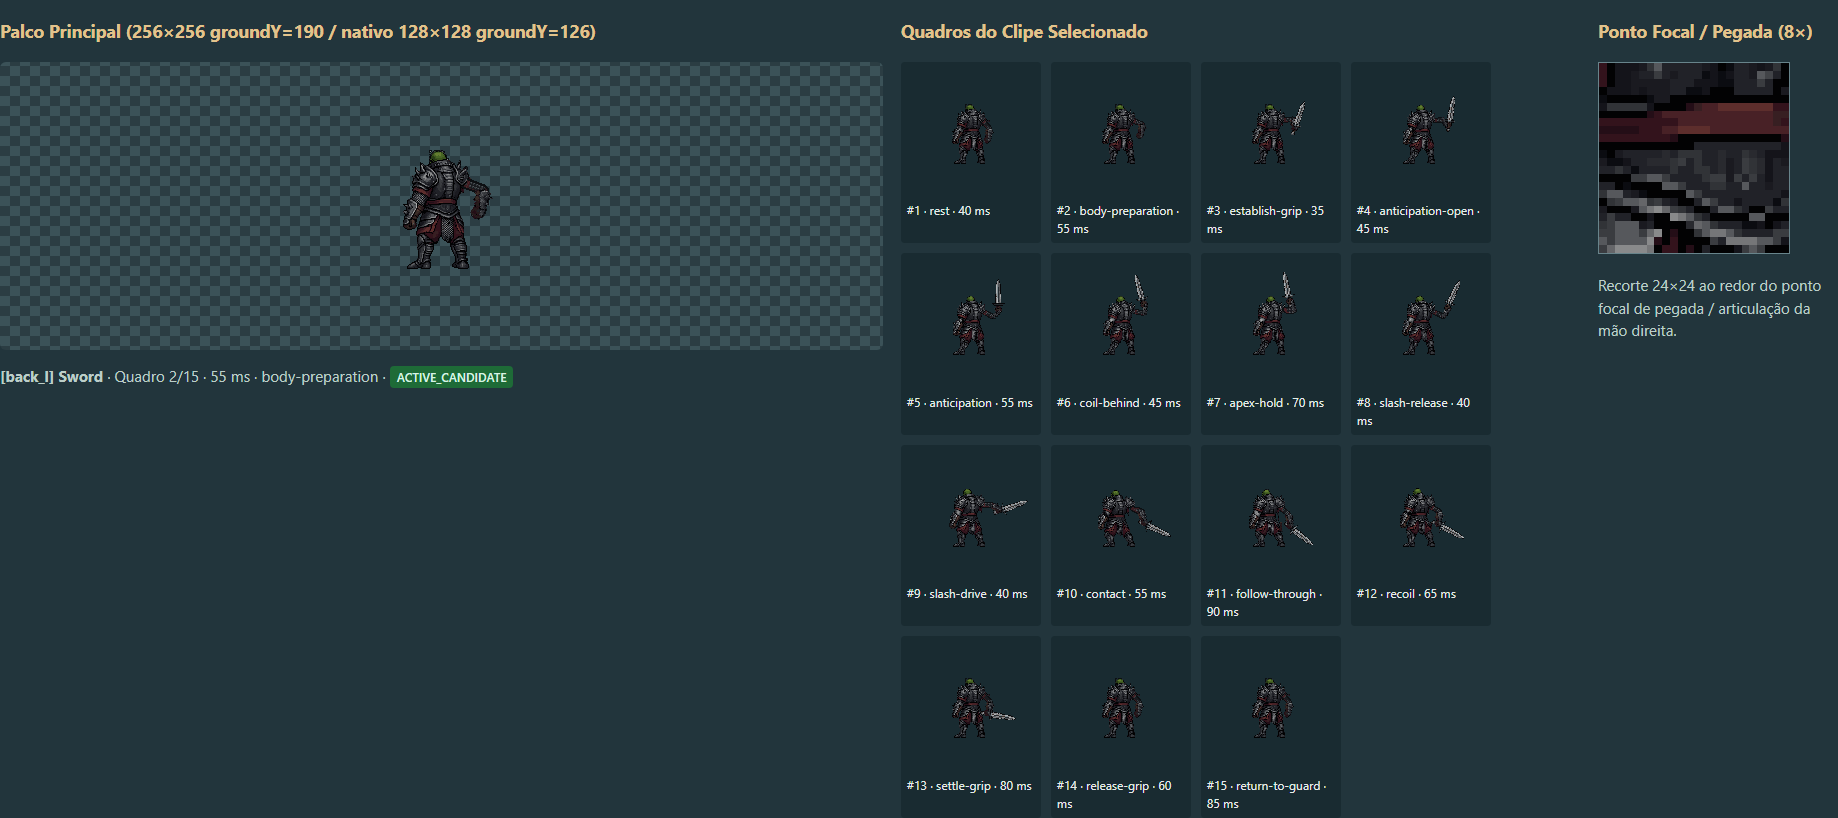 Palco Principal (256×256 groundY=190 / nativo 128×128 groundY=126)
[back_l] Sword · Quadro 2/15 · 55 ms · body-preparation · ACTIVE_CANDIDATE
Quadros do Clipe Selecionado
#1 · rest · 40 ms
#2 · body-preparation ·
55 ms
#3 · establish-grip · 35
ms
#4 · anticipation-open ·
45 ms
#5 · anticipation · 55 ms
#6 · coil-behind · 45 ms
#7 · apex-hold · 70 ms
#8 · slash-release · 40
ms
#9 · slash-drive · 40 ms
#10 · contact · 55 ms
#11 · follow-through ·
90 ms
#12 · recoil · 65 ms
#13 · settle-grip · 80 ms
#14 · release-grip · 60
ms
#15 · return-to-guard ·
85 ms
Ponto Focal / Pegada (8×)
Recorte 24×24 ao redor do ponto
focal de pegada / articulação da
mão direita.